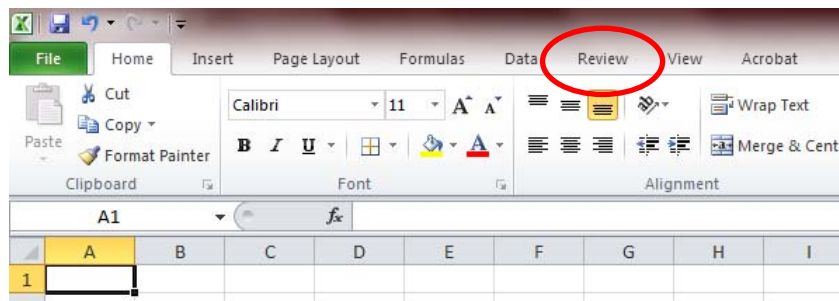 File Home Insert Page Layout Formulas Data Review View Acrobat
Cut
Calibri 11 A A Wrap Text
Copy
Paste B I U A Merge & Cent
Format Painter
Clipboard Font Alignment
A1 fx
A B C D E F G H I
1